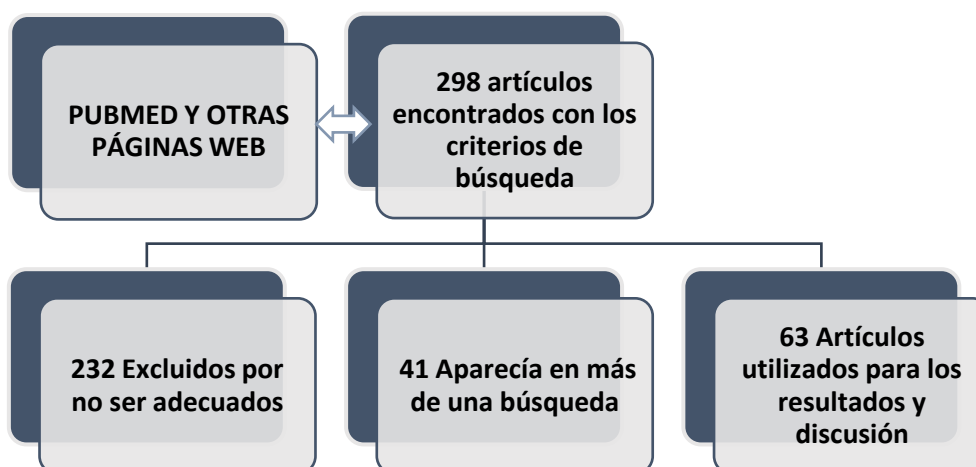 PUBMED Y OTRAS
PÁGINAS WEB
298 artículos
encontrados con los
criterios de
búsqueda
232 Excluidos por
no ser adecuados
41 Aparecía en más
de una búsqueda
63 Artículos
utilizados para los
resultados y
discusión